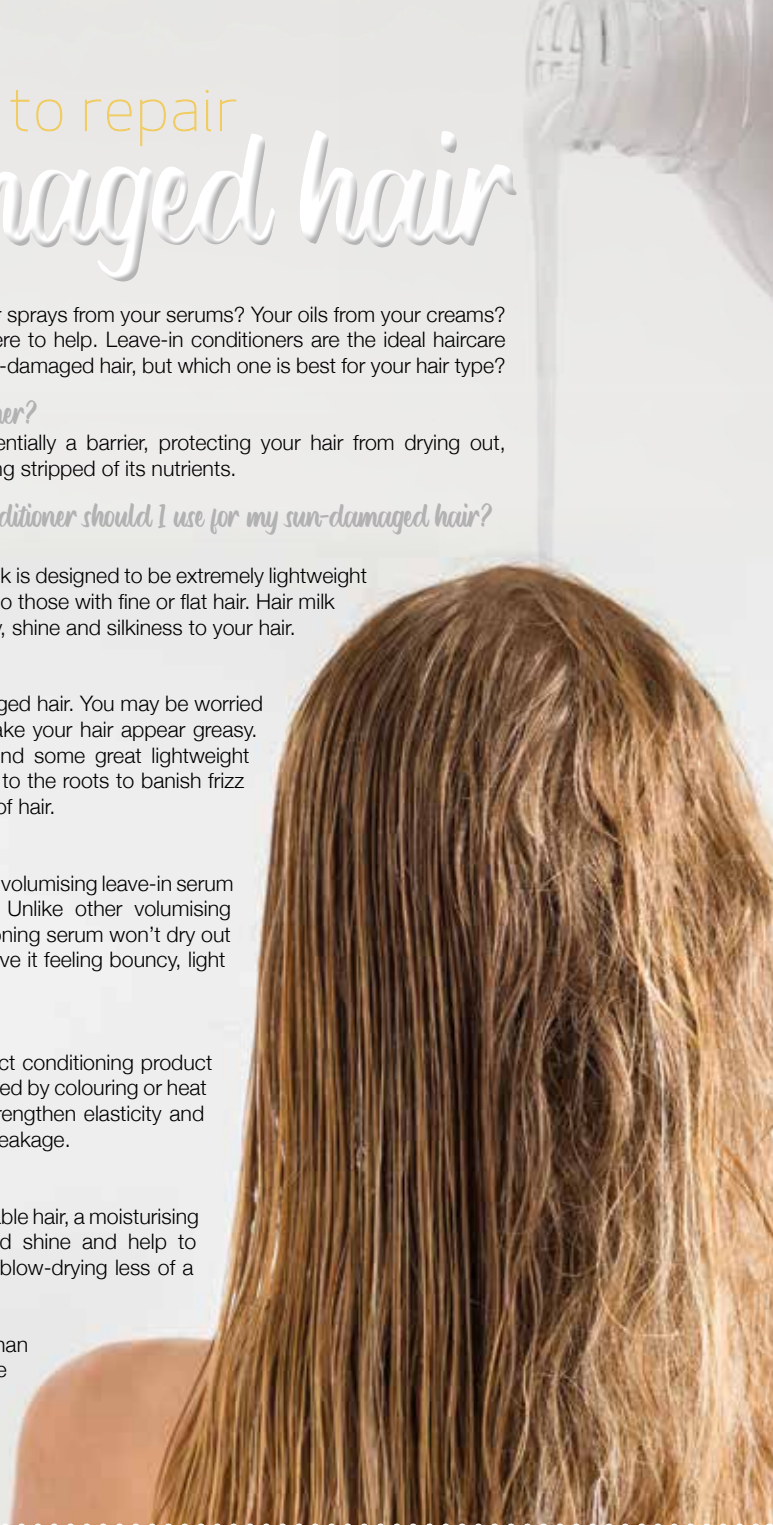 to repair
maged hair
r sprays from your serums? Your oils from your creams?
ere to help. Leave-in conditioners are the ideal haircare
-damaged hair, but which one is best for your hair type?
ner?
entially a barrier, protecting your hair from drying out,
ng stripped of its nutrients.
ditioner should I use for my sun-damaged hair?
k is designed to be extremely lightweight
o those with fine or flat hair. Hair milk
, shine and silkiness to your hair.
ged hair. You may be worried
ake your hair appear greasy.
nd some great lightweight
to the roots to banish frizz
of hair.
volumising leave-in serum
Unlike other volumising
oning serum won't dry out
ve it feeling bouncy, light
ct conditioning product
ed by colouring or heat
rengthen elasticity and
eakage.
able hair, a moisturising
d shine and help to
blow-drying less of a
han
e